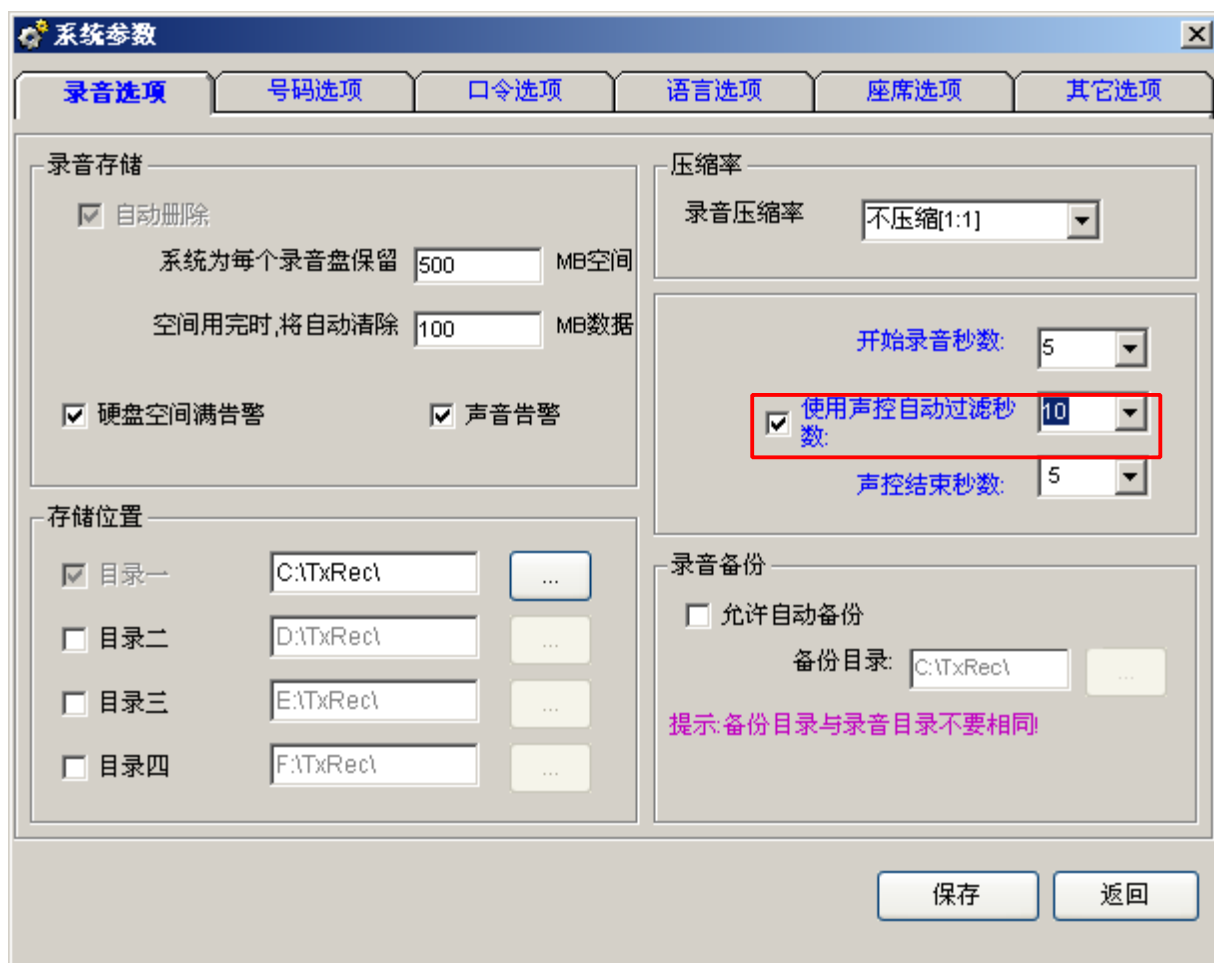 系统参数
录音选项
号码选项
口令选项
语言选项
座席选项
其它选项
录音存储
自动删除
系统为每个录音盘保留 500 MB空间
空间用完时,将自动清除 100 MB数据
硬盘空间满告警 声音告警
存储位置
目录一 C:\TxRec\ ...
目录二 D:\TxRec\ ...
目录三 E:\TxRec\ ...
目录四 F:\TxRec\ ...
压缩率
录音压缩率 不压缩[1:1]
开始录音秒数: 5
使用声控自动过滤秒 10
数:
声控结束秒数: 5
录音备份
允许自动备份
备份目录: C:\TxRec\ ...
提示:备份目录与录音目录不要相同!
保存 返回